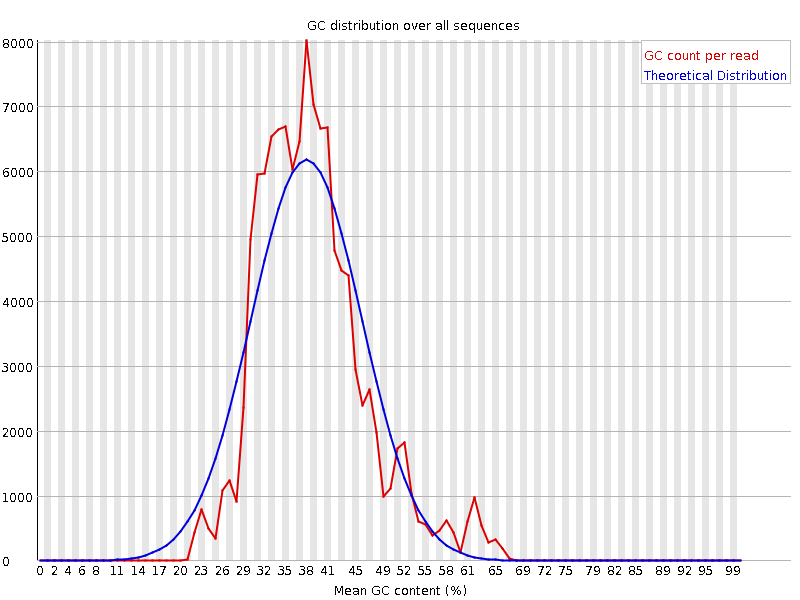 GC distribution over all sequences
GC count per read
Theoretical Distribution
8000
7000
6000
5000
4000
3000
2000
1000
0
0 2 4 6 8 11 14 17 20 23 26 29 32 35 38 41 45 49 52 55 58 61 65 69 72 75 79 82 85 89 92 95 99
Mean GC content (%)